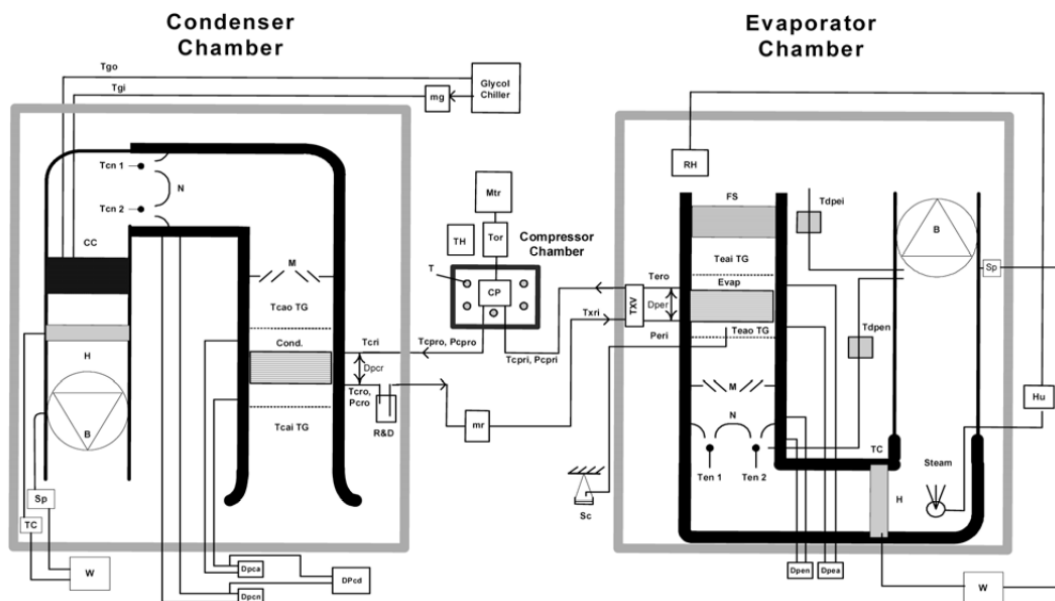 Condenser
Chamber
Evaporator
Chamber
Tgo
Tgi
mg
Glycol
Chiller
Tcn 1
N
Tcn 2
CC
M
Tcao TG
Cond.
Tcai TG
H
B
Sp
TC
W
Tcri
Dpcr
Tcro,
Pcro
R&D
Tcpro, Pcpro
Mtr
TH
Tor
Compressor
Chamber
T
CP
Tcpri, Pcpri
mr
Dpca
Dpcn
DPcd
RH
FS
Tdpei
B
Teai TG
Sp
Tero
Evap
TXV
Dper
Txri
Peri
Teao TG
Tdpen
M
Hu
N
TC
Ten 1
Ten 2
Steam
H
Sc
Dpen
Dpea
W